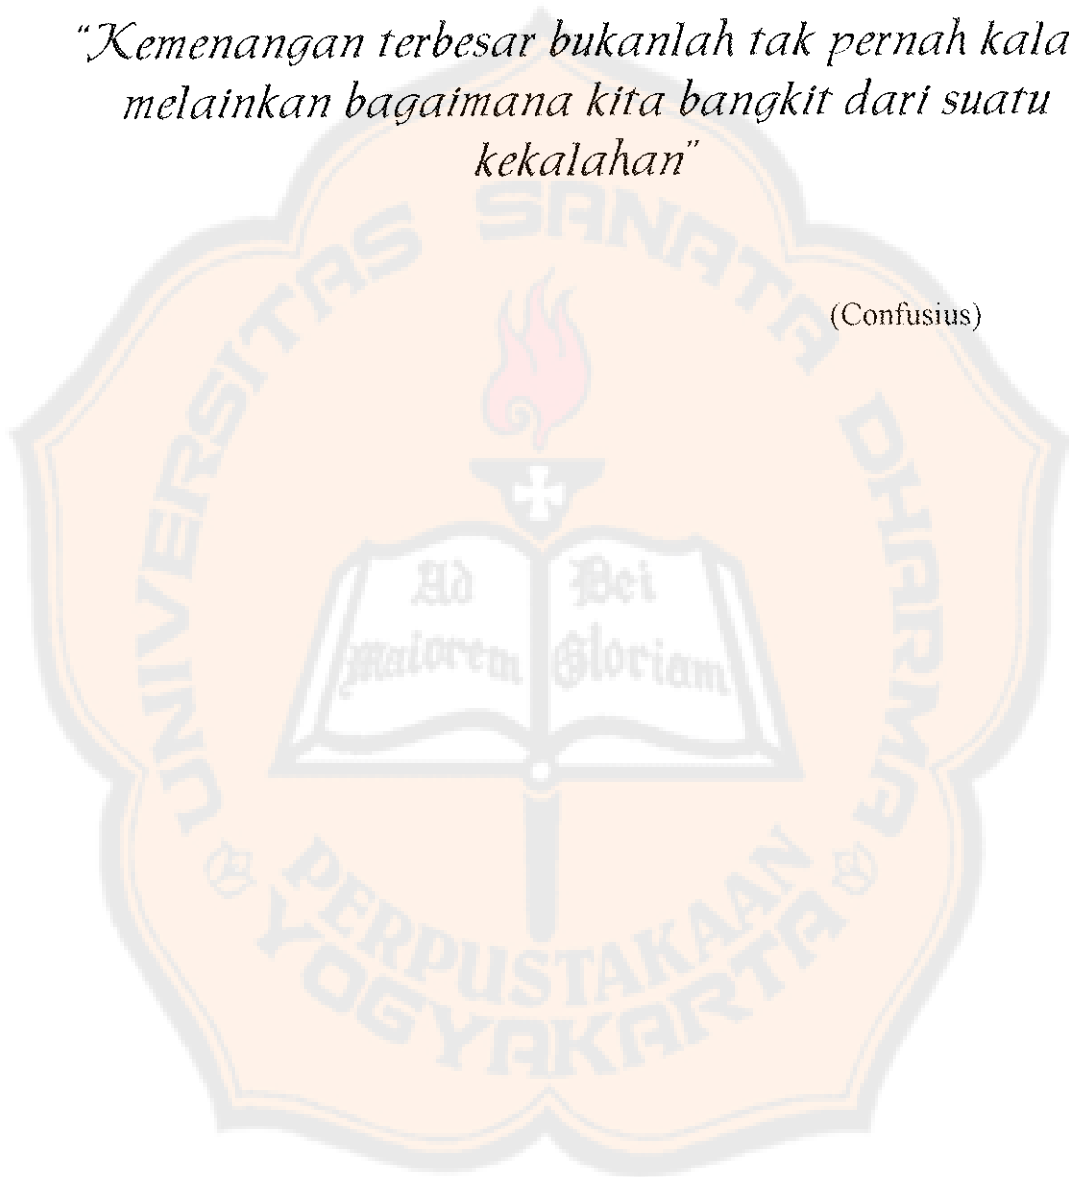 “Kemenangan terbesar bukanlah tak pernah kala
melainkan bagaimana kita bangkit dari suatu
kekalahan”
(Confusius)
UNIVERSITAS SANATA DHARMA
Ad Dei
Maiorem Gloriam
PERPUSTAKAAN
YOGYAKARTA